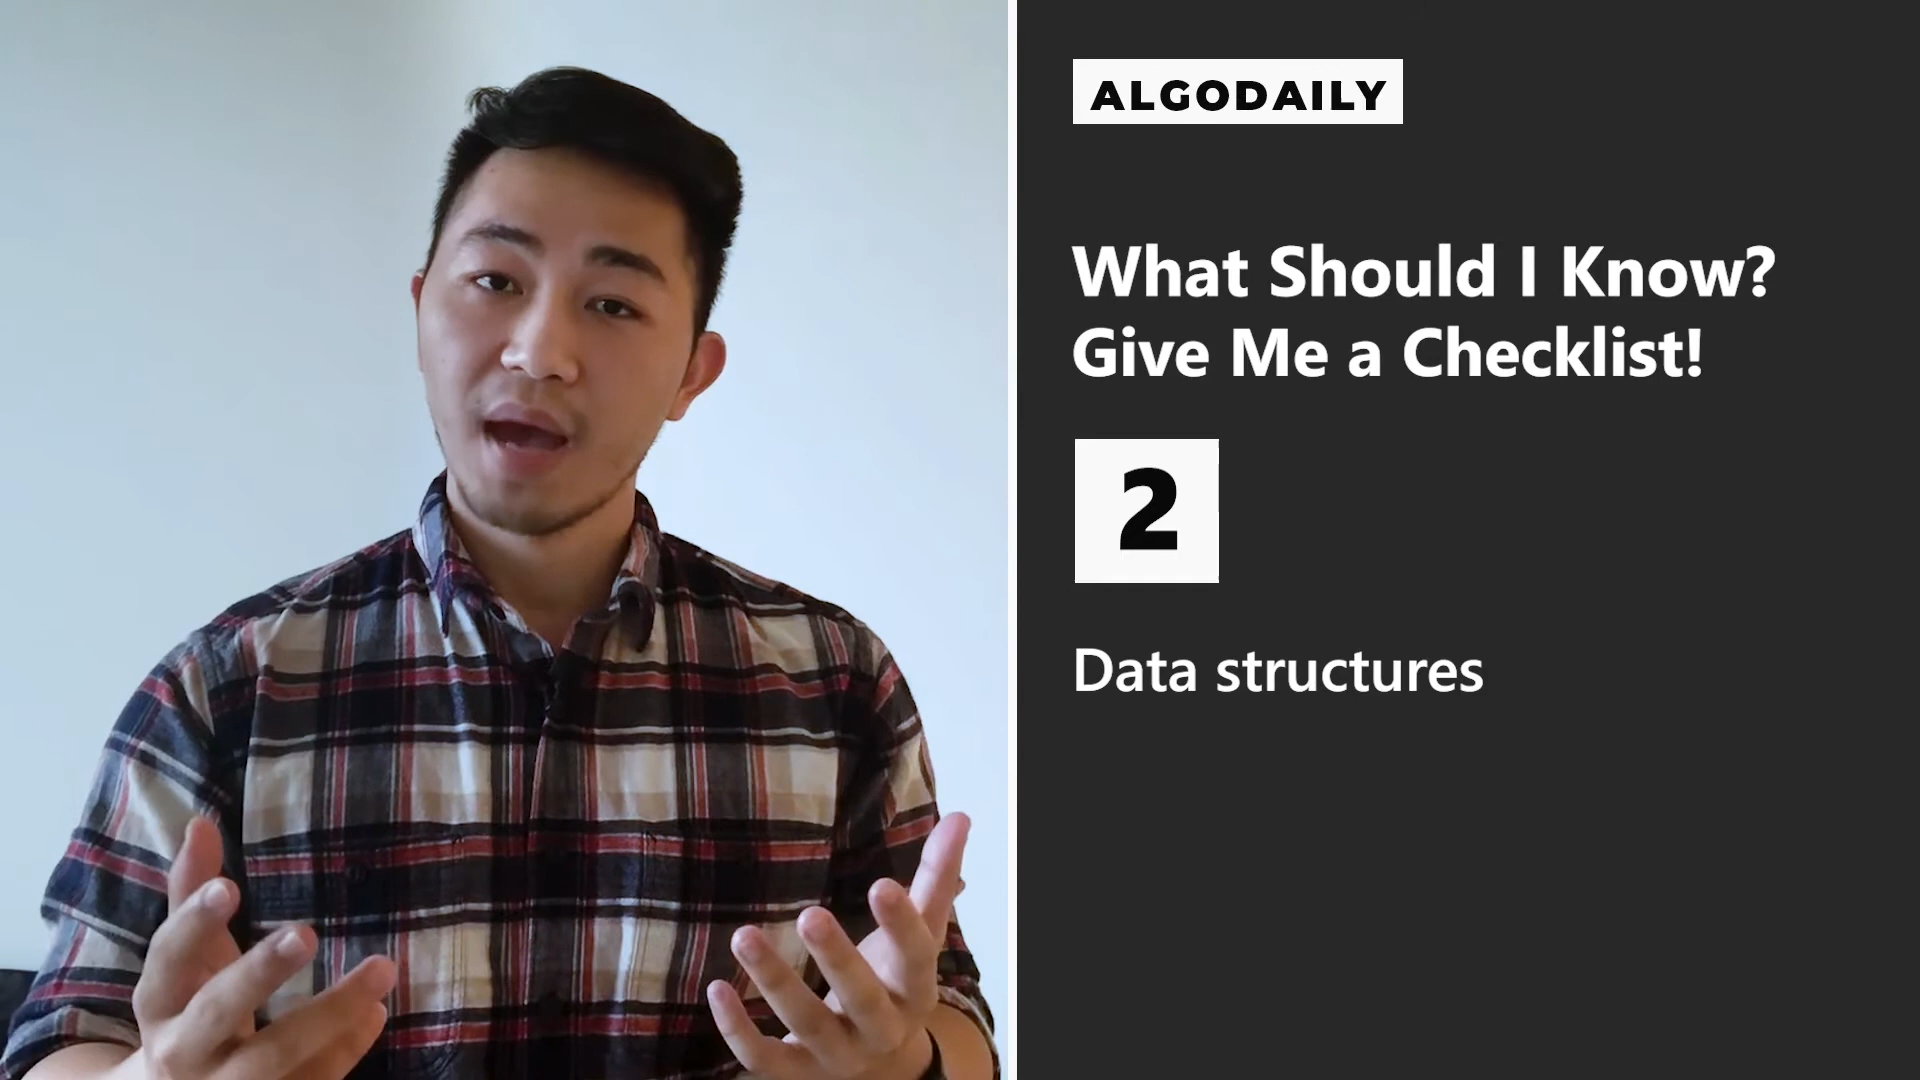 ALGODAILY
What Should I Know?
Give Me a Checklist!
2
Data structures